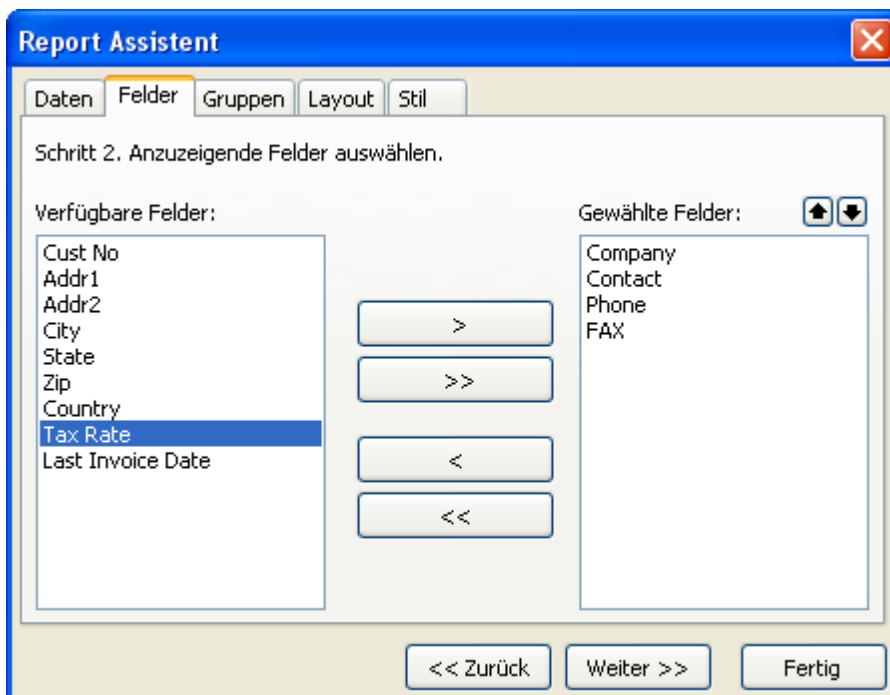 Report Assistent
Daten Felder Gruppen Layout Stil
Schritt 2. Anzuzeigende Felder auswählen.
Verfügbare Felder:
Cust No
Addr1
Addr2
City
State
Zip
Country
Tax Rate
Last Invoice Date
>
>>
<
<<
Gewählte Felder:
Company
Contact
Phone
FAX
<< Zurück Weiter >> Fertig